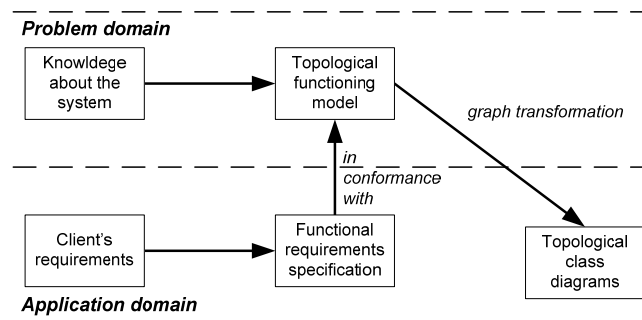 Problem domain
Knowldege
about the
system
Topological
functioning
model
graph transformation
in
conformance
with
Client's
requirements
Functional
requirements
specification
Topological
class
diagrams
Application domain